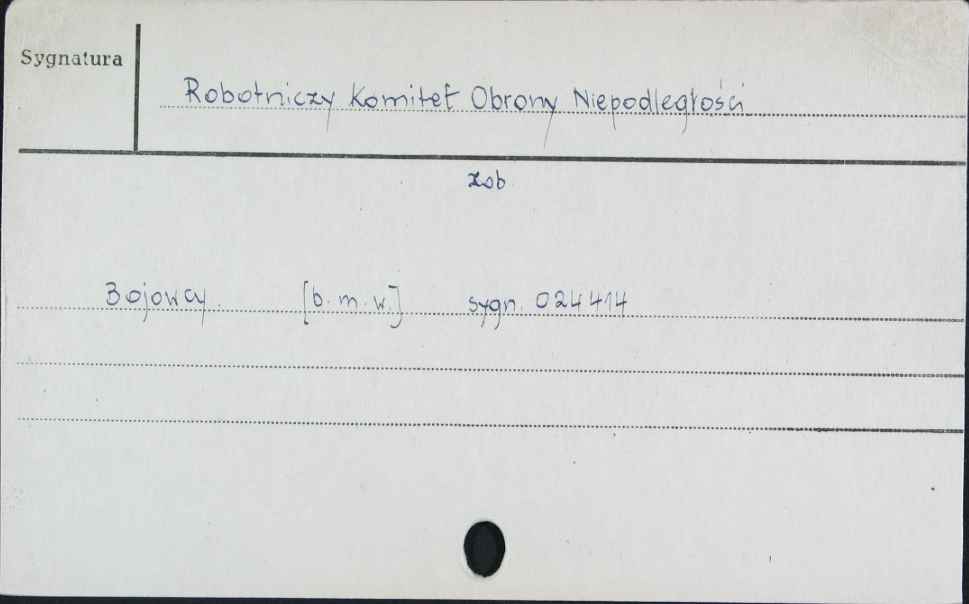 Sygnatura
Robotniczy Komitet Obrony Niepodległości
zob
Bojowcy. [b. m. w.] sygn. 024414